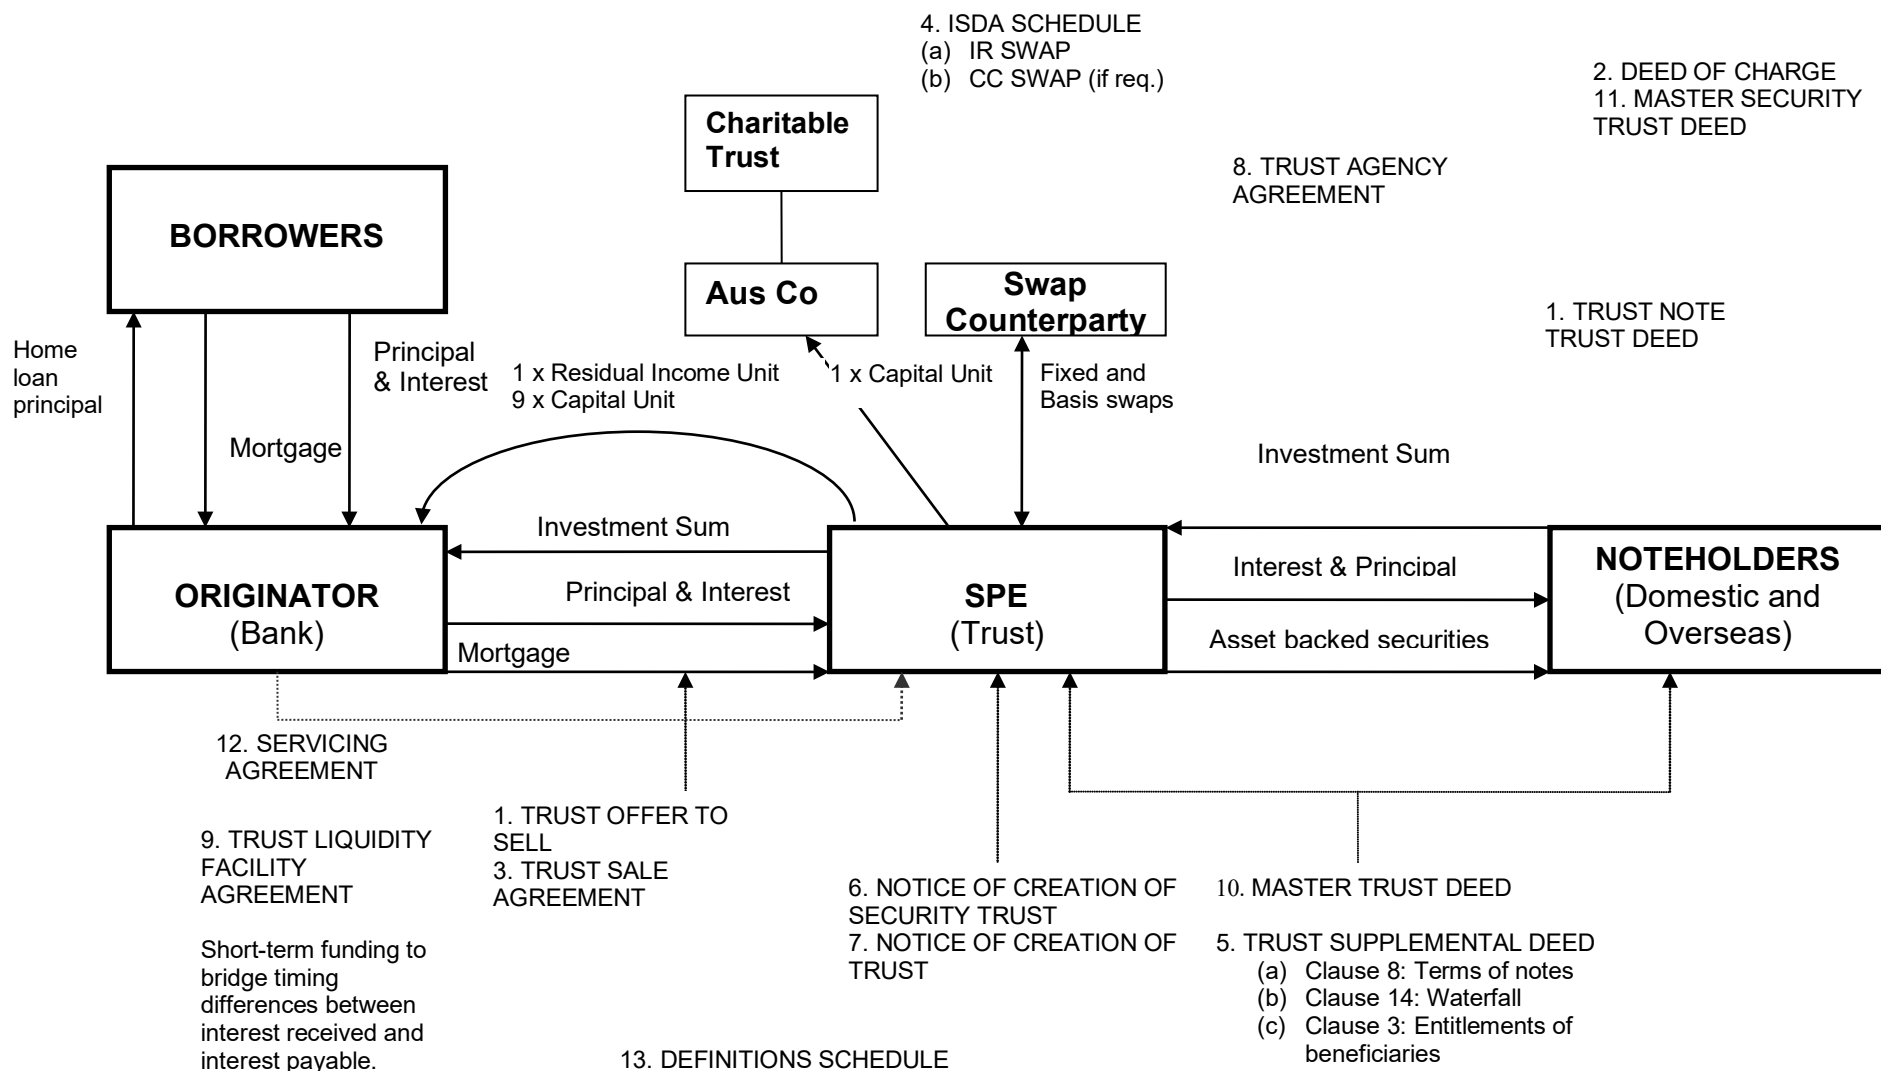 4. ISDA SCHEDULE
(a) IR SWAP
(b) CC SWAP (if req.)
2. DEED OF CHARGE
11. MASTER SECURITY
TRUST DEED
Charitable
Trust
8. TRUST AGENCY
AGREEMENT
BORROWERS
Aus Co
Swap
Counterparty
1. TRUST NOTE
TRUST DEED
Home
loan
principal
Principal
& Interest
1 x Residual Income Unit
9 x Capital Unit
1 x Capital Unit
Fixed and
Basis swaps
Mortgage
Investment Sum
Investment Sum
ORIGINATOR
(Bank)
Principal & Interest
Mortgage
SPE
(Trust)
Interest & Principal
Asset backed securities
NOTEHOLDERS
(Domestic and
Overseas)
12. SERVICING
AGREEMENT
9. TRUST LIQUIDITY
FACILITY
AGREEMENT
Short-term funding to
bridge timing
differences between
interest received and
interest payable.
1. TRUST OFFER TO
SELL
3. TRUST SALE
AGREEMENT
6. NOTICE OF CREATION OF
SECURITY TRUST
7. NOTICE OF CREATION OF
TRUST
10. MASTER TRUST DEED
5. TRUST SUPPLEMENTAL DEED
(a) Clause 8: Terms of notes
(b) Clause 14: Waterfall
(c) Clause 3: Entitlements of
beneficiaries
13. DEFINITIONS SCHEDULE